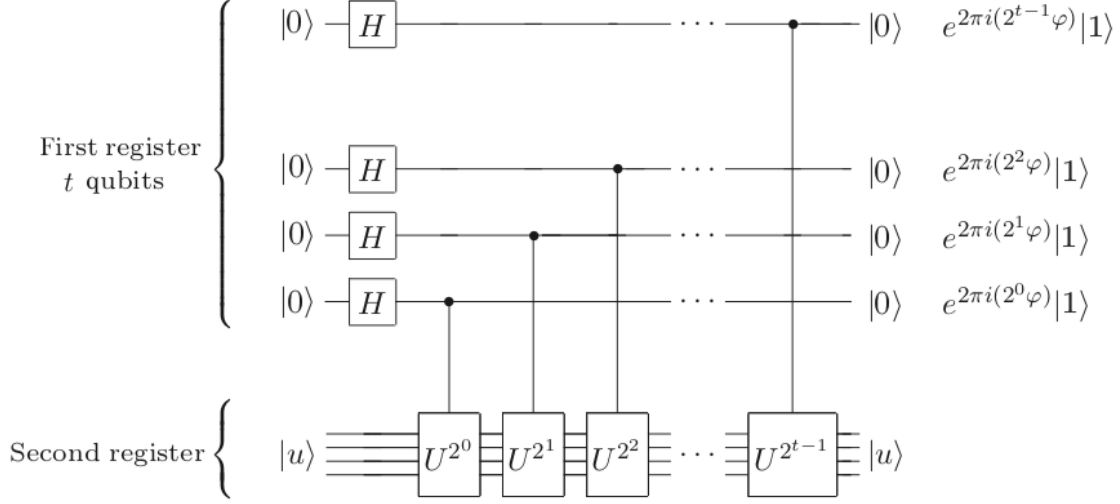 |0⟩ H ··· |0⟩ e^{2πi(2^{t−1}φ)}|1⟩
First register
t qubits
|0⟩ H ··· |0⟩ e^{2πi(2^2φ)}|1⟩
|0⟩ H ··· |0⟩ e^{2πi(2^1φ)}|1⟩
|0⟩ H ··· |0⟩ e^{2πi(2^0φ)}|1⟩
Second register |u⟩ U^{2^0} U^{2^1} U^{2^2} ··· U^{2^{t−1}} |u⟩